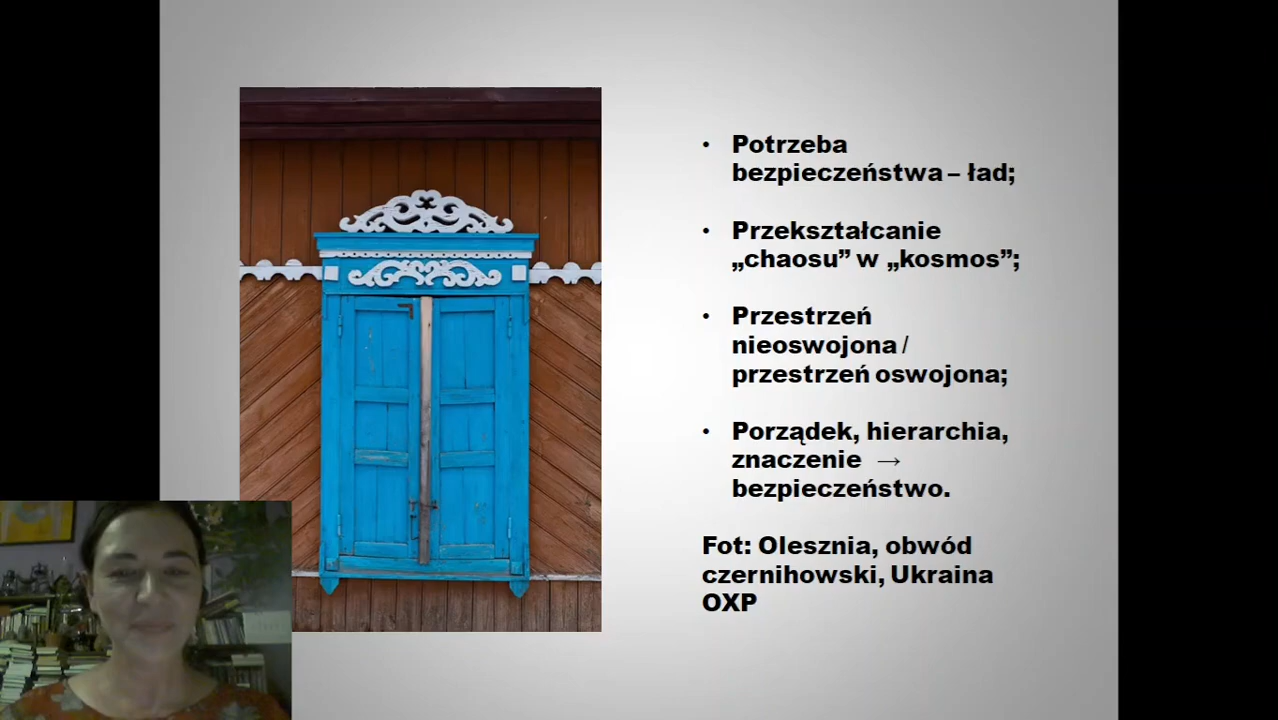 • Potrzeba
bezpieczeństwa – ład;
• Przekształcanie
„chaosu” w „kosmos”;
• Przestrzeń
nieoswojona /
przestrzeń oswojona;
• Porządek, hierarchia,
znaczenie →
bezpieczeństwo.
Fot: Olesznia, obwód
czernihowski, Ukraina
OXP